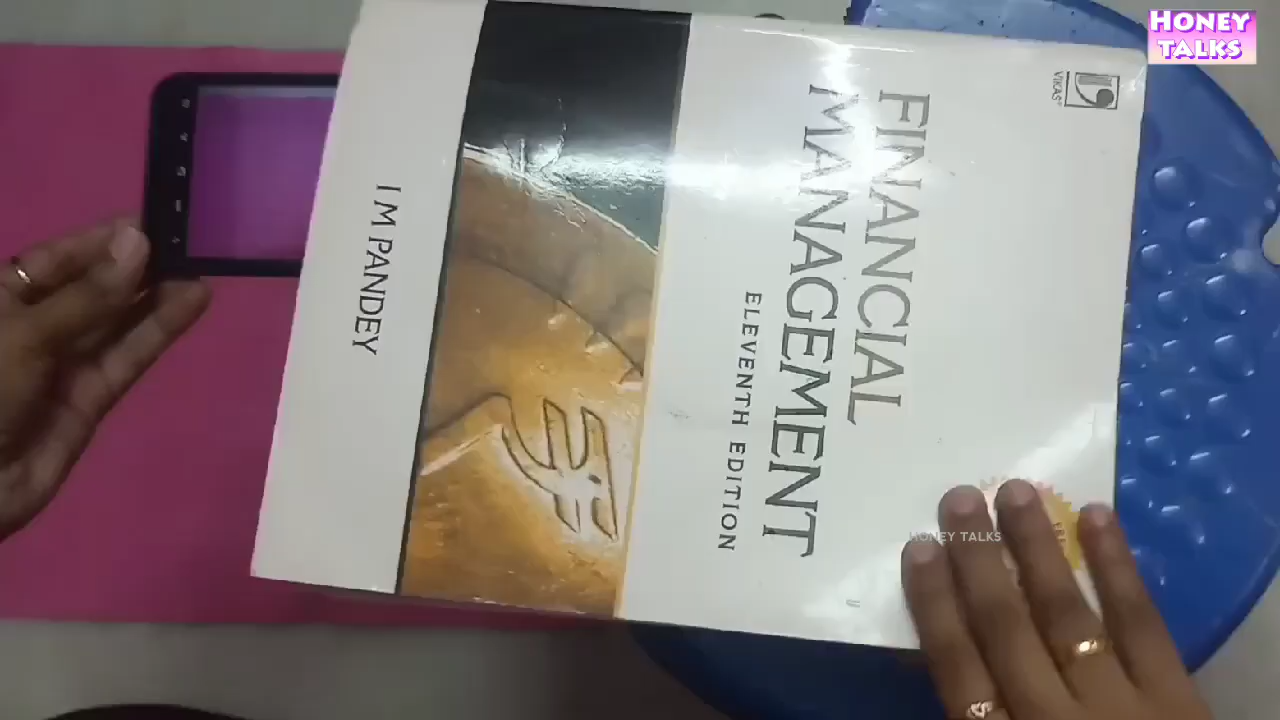 HONEY
TALKS
VIKAS®
FINANCIAL
MANAGEMENT
ELEVENTH EDITION
I M PANDEY
HONEY TALKS